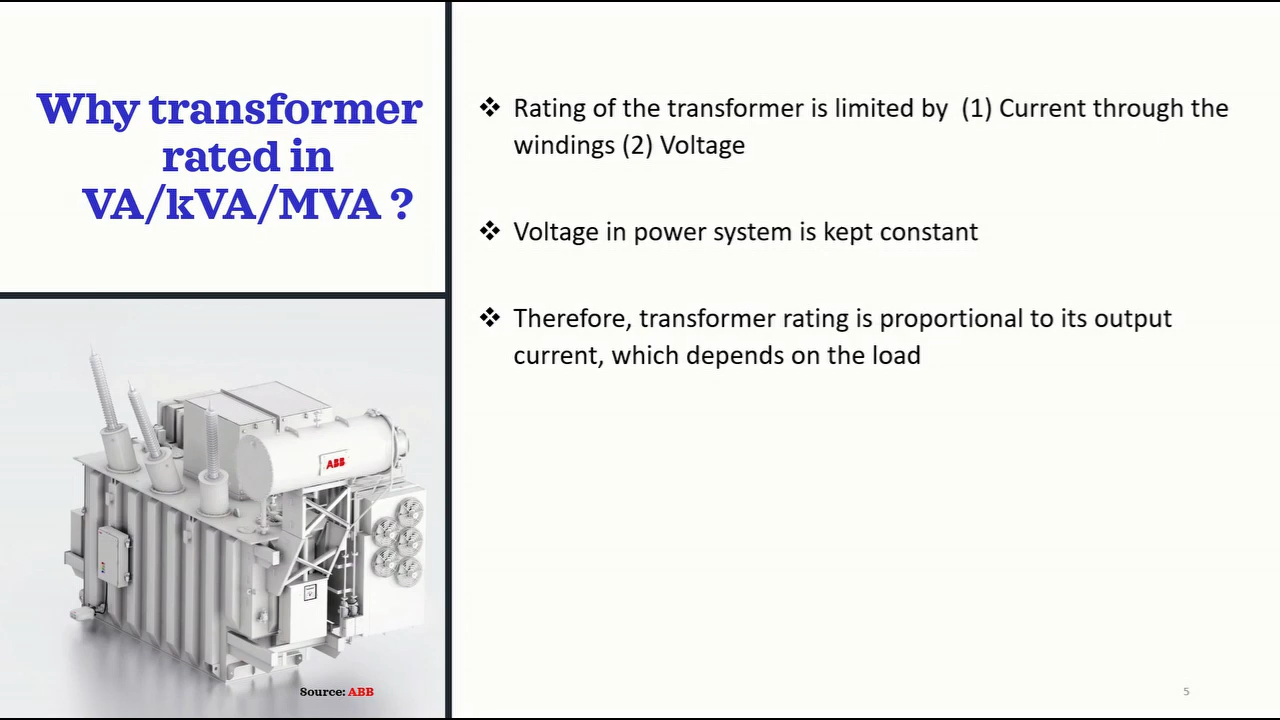 Why transformer
rated in
VA/kVA/MVA ?
❖ Rating of the transformer is limited by (1) Current through the
windings (2) Voltage
❖ Voltage in power system is kept constant
❖ Therefore, transformer rating is proportional to its output
current, which depends on the load
ABB
Source: ABB
5